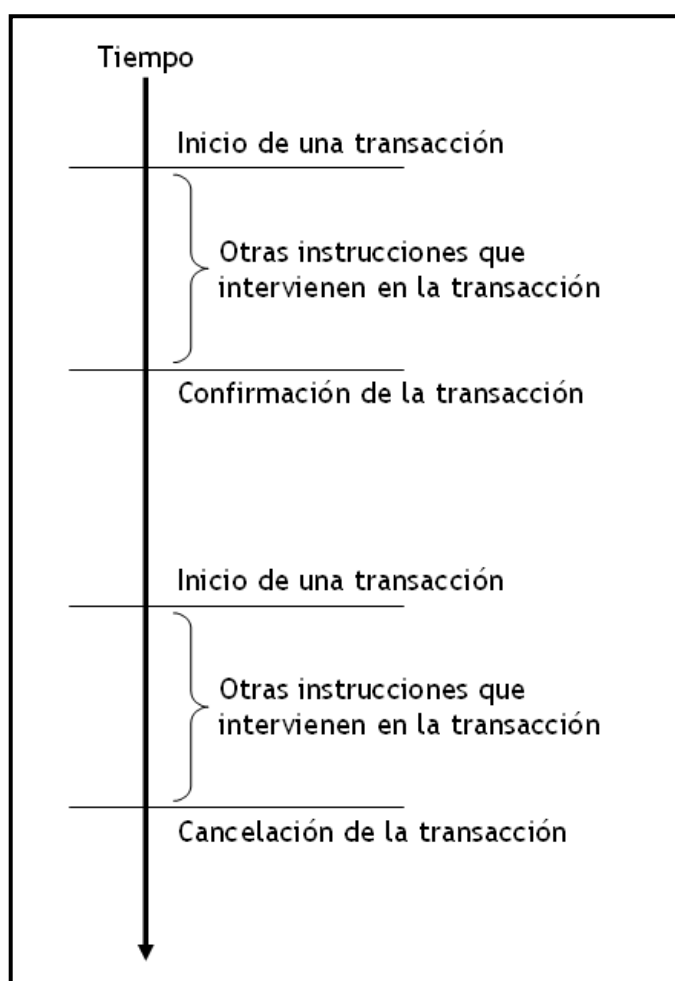 Tiempo
Inicio de una transacción
Otras instrucciones que
intervienen en la transacción
Confirmación de la transacción
Inicio de una transacción
Otras instrucciones que
intervienen en la transacción
Cancelación de la transacción